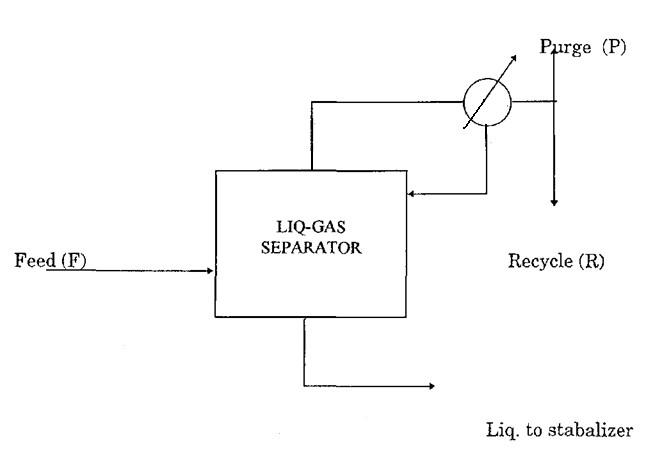 Purge (P)
LIQ-GAS
SEPARATOR
Feed (F)
Recycle (R)
Liq. to stabalizer